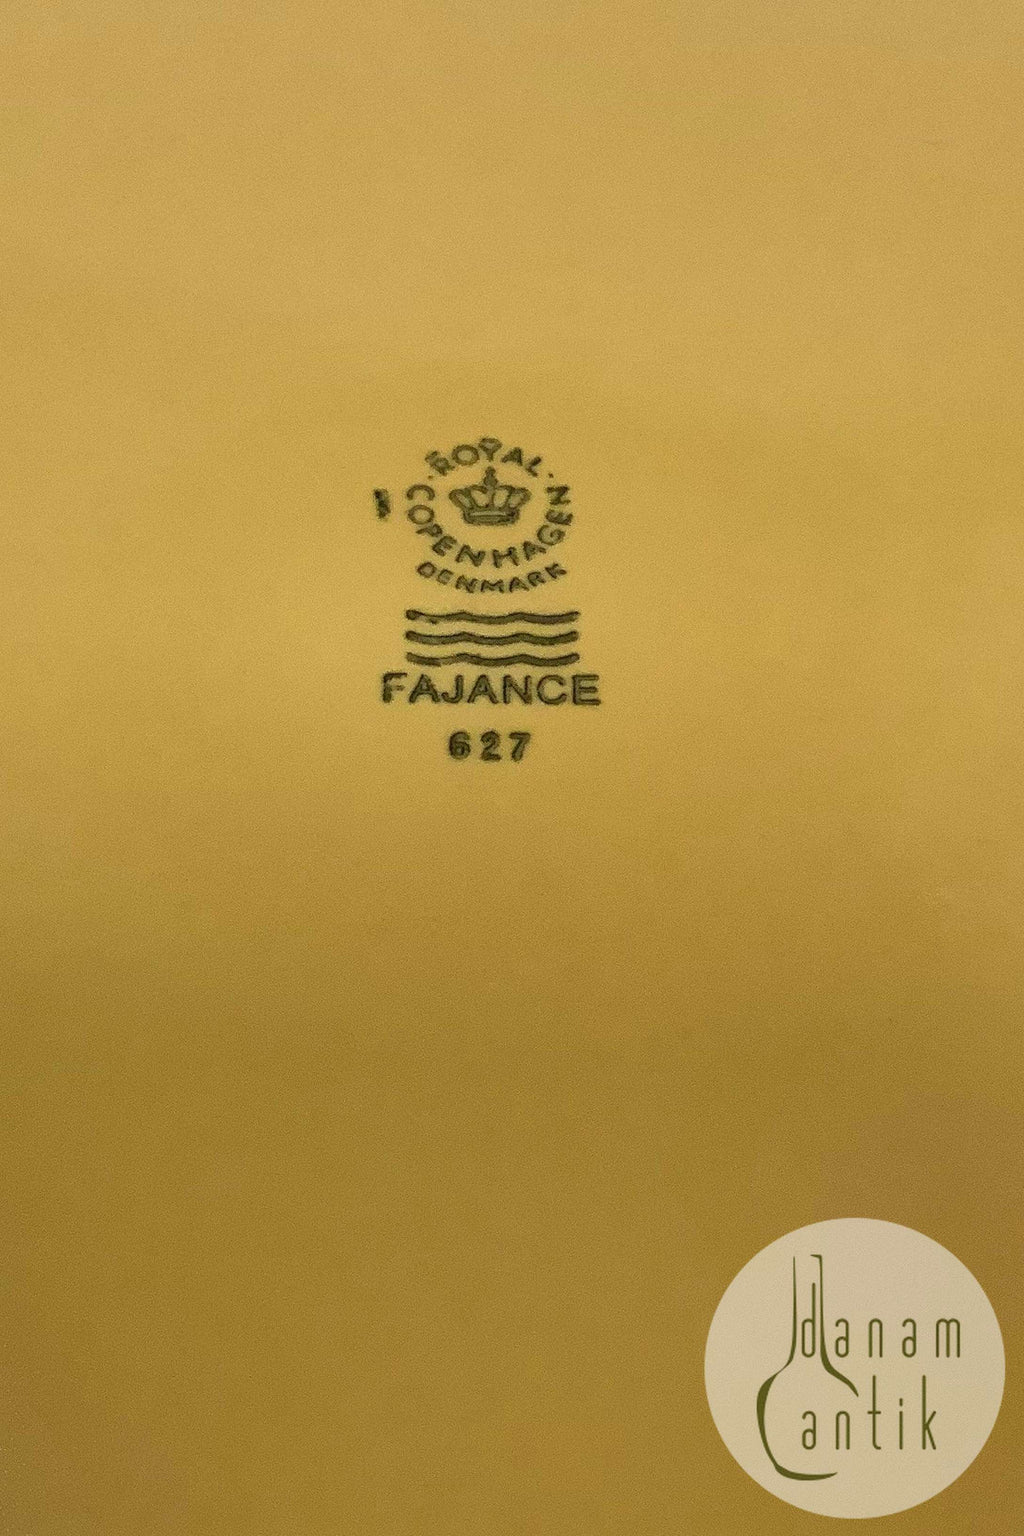 ROYAL
COPENHAGEN
DENMARK
FAJANCE
627
danam
antik